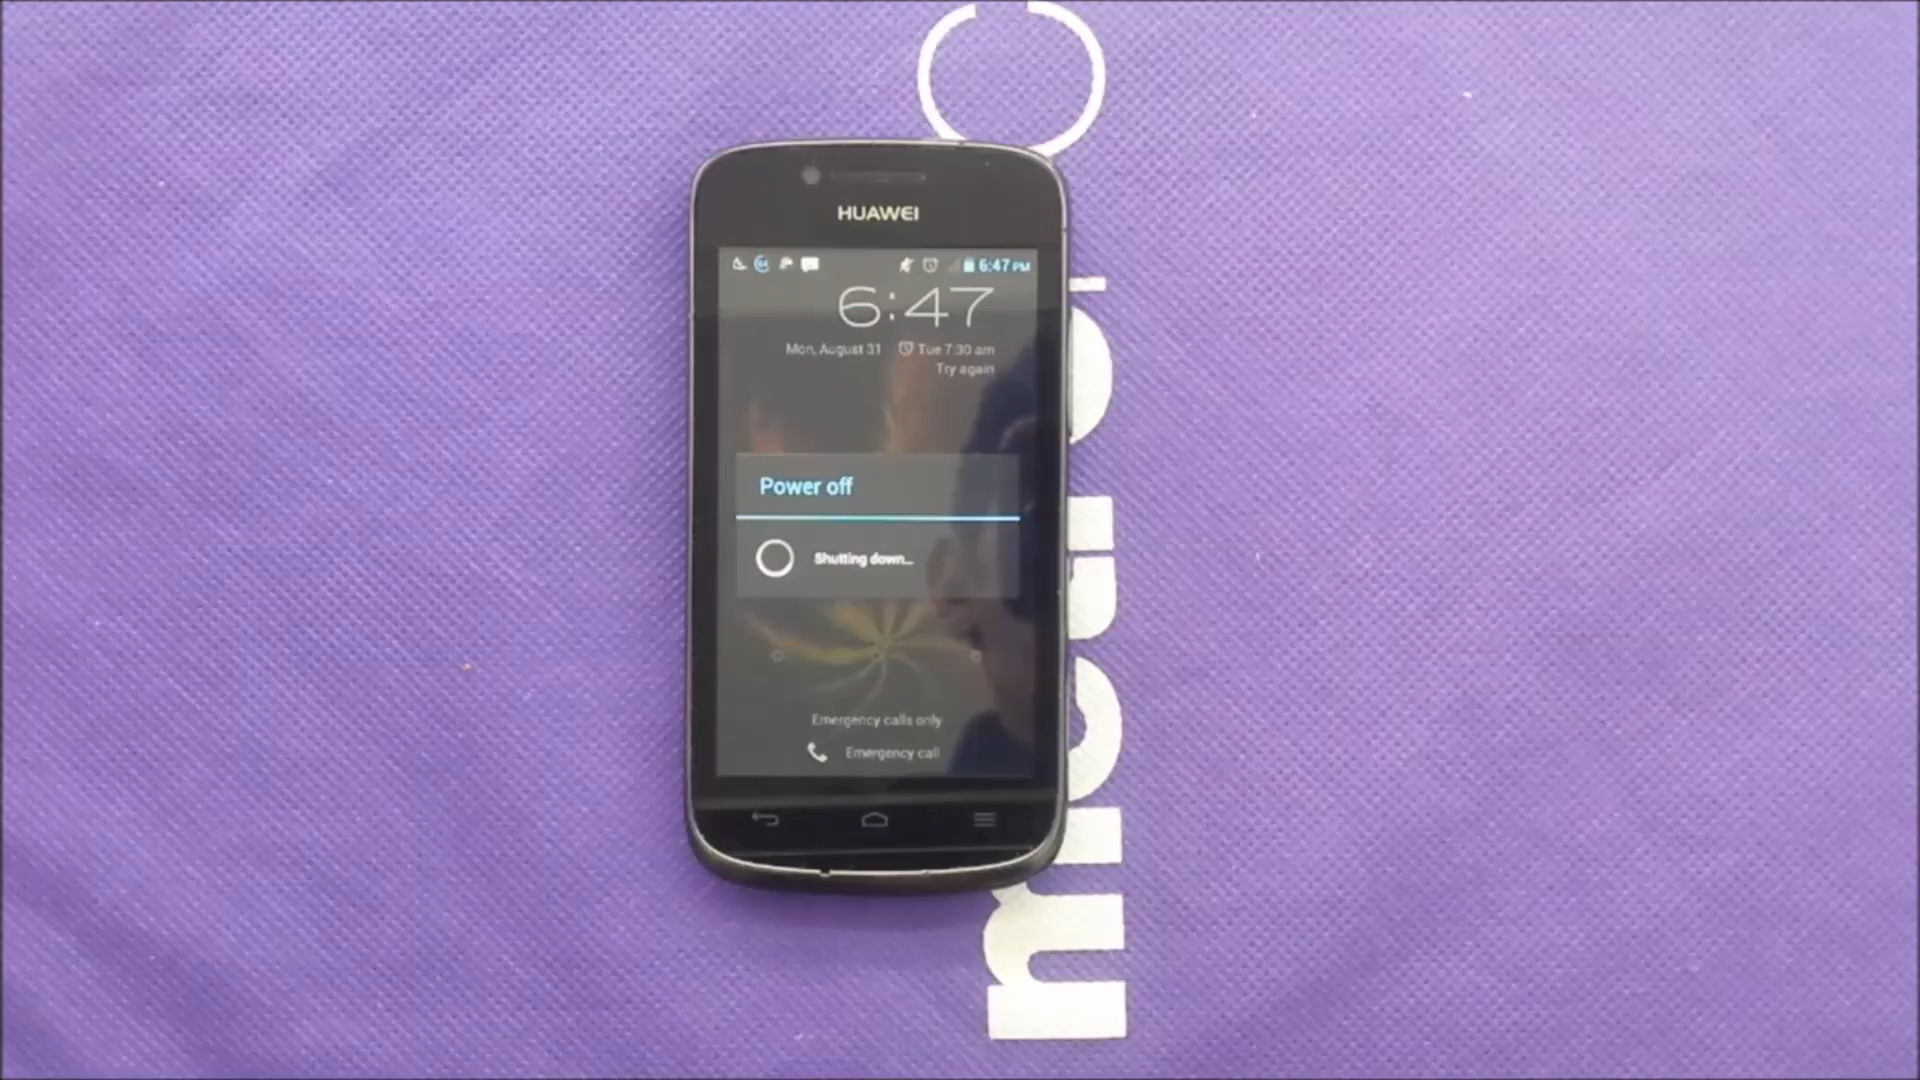 HUAWEI
6:47 PM
6:47
Mon, August 31 Tue 7:30 am
Try again
Power off
Shutting down...
Emergency calls only
Emergency call